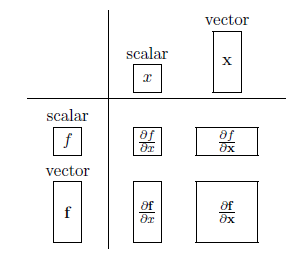 vector
scalar
x
𝐱
scalar
f
∂f/∂x
∂f/∂𝐱
vector
𝐟
∂𝐟/∂x
∂𝐟/∂𝐱